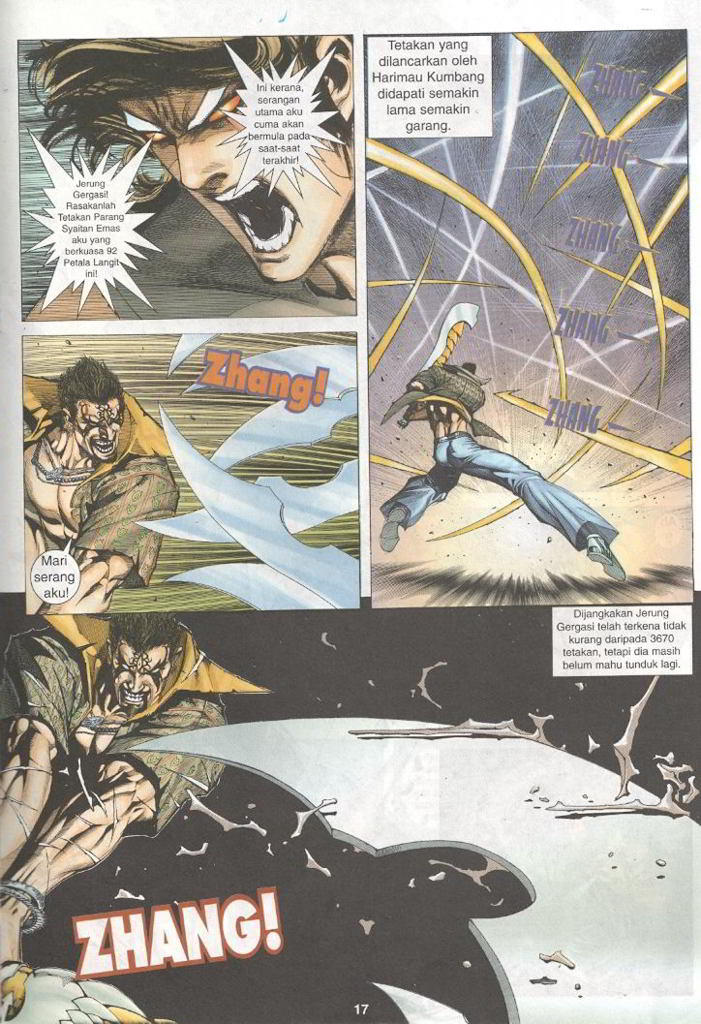 Ini kerana,
serangan
utama aku
cuma akan
bermula pada
saat-saat
terakhir!
Jerung
Gergasi!
Rasakanlah
Tetakan Parang
Syaitan Emas
aku yang
berkuasa 92
Petala Langit
ini!
Tetakan yang
dilancarkan oleh
Harimau Kumbang
didapati semakin
lama semakin
garang.
ZHANG
ZHANG
ZHANG
ZHANG
ZHANG
Zhang!
Mari
serang
aku!
Dijangkakan Jerung
Gergasi telah terkena tidak
kurang daripada 3670
tetakan, tetapi dia masih
belum mahu tunduk lagi.
ZHANG!
17